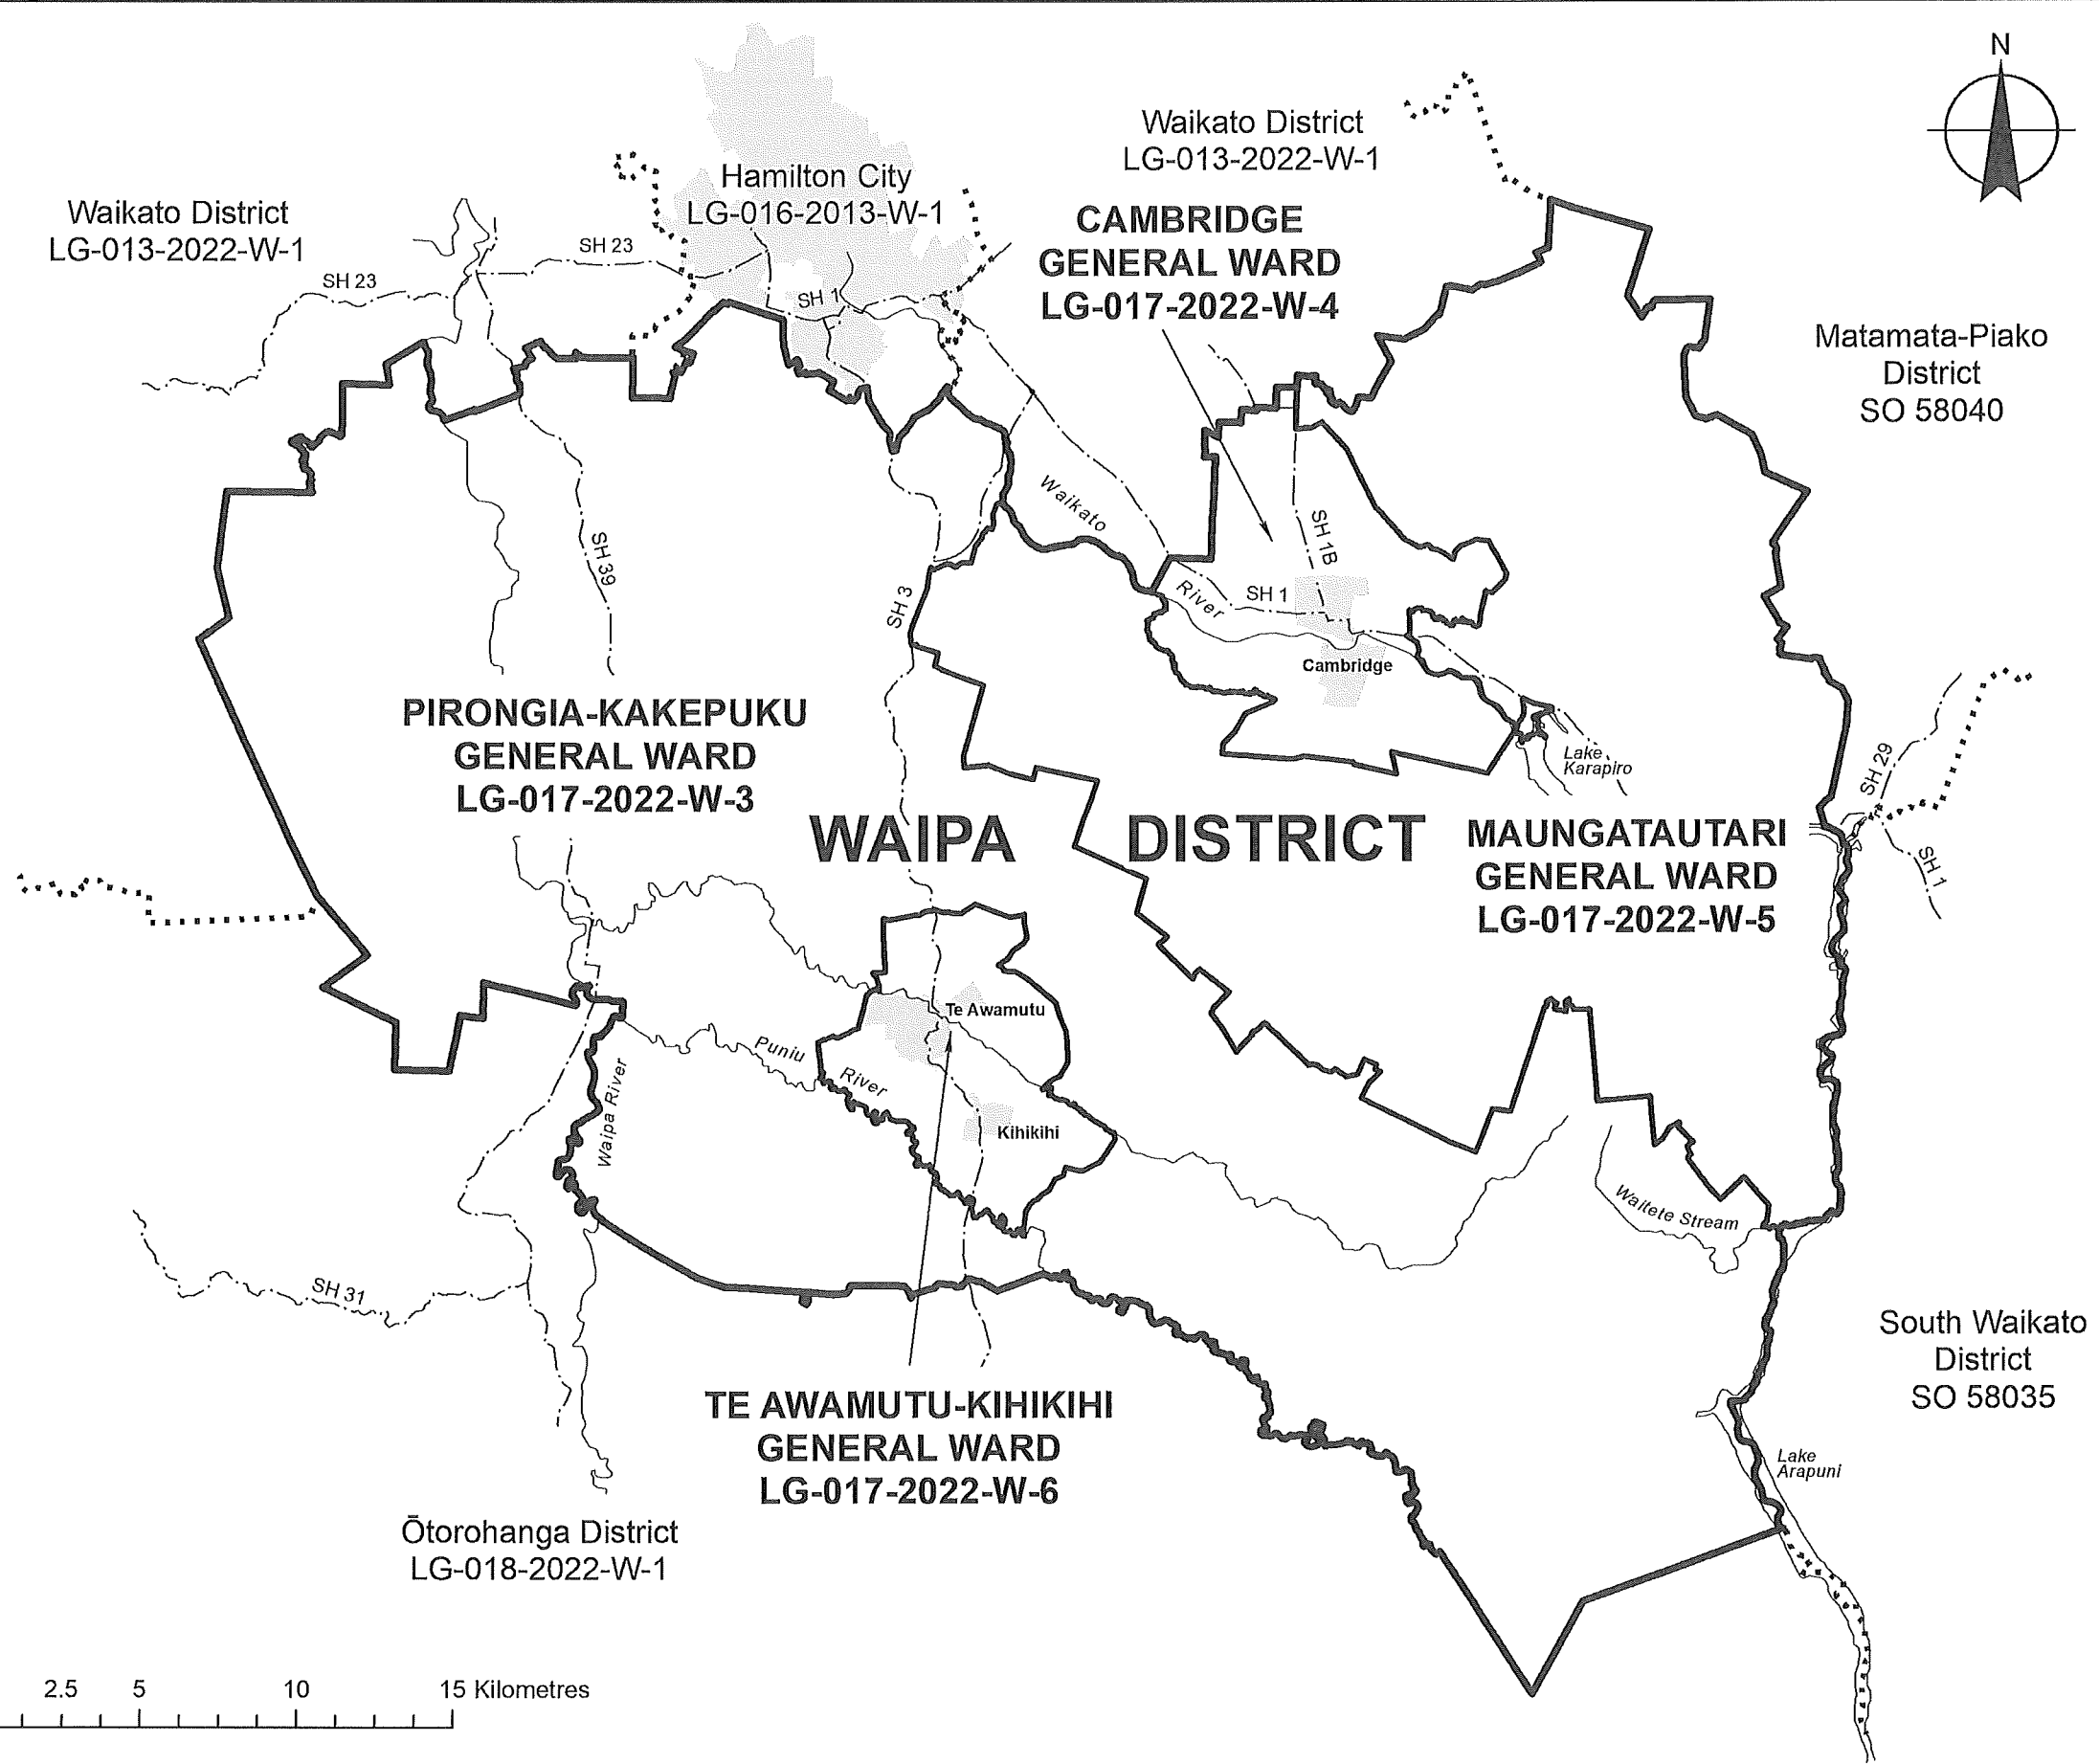 N
Waikato District
LG-013-2022-W-1
Hamilton City
LG-016-2013-W-1
Waikato District
LG-013-2022-W-1
CAMBRIDGE
GENERAL WARD
LG-017-2022-W-4
SH 23
SH 23
SH 1
Matamata-Piako
District
SO 58040
Waikato
River
SH 1B
SH 1
SH 39
SH 3
Cambridge
PIRONGIA-KAKEPUKU
GENERAL WARD
LG-017-2022-W-3
Lake
Karapiro
SH 29
SH 1
WAIPA DISTRICT
MAUNGATAUTARI
GENERAL WARD
LG-017-2022-W-5
Te Awamutu
Puniu
River
Waipa River
Kihikihi
Waitete Stream
SH 31
South Waikato
District
SO 58035
TE AWAMUTU-KIHIKIHI
GENERAL WARD
LG-017-2022-W-6
Lake
Arapuni
Ōtorohanga District
LG-018-2022-W-1
2.5 5 10 15 Kilometres